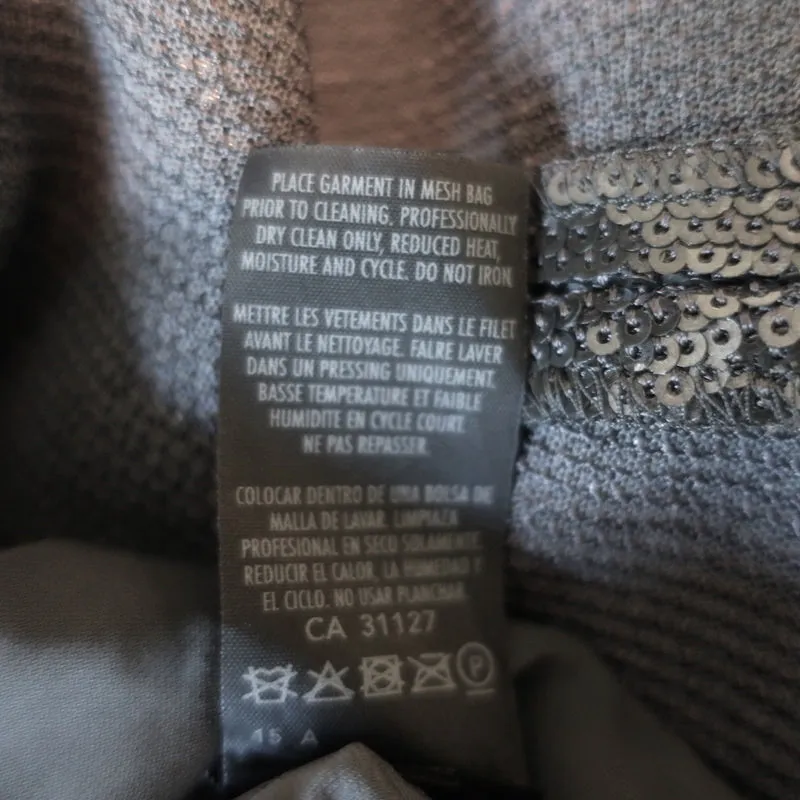 PLACE GARMENT IN MESH BAG
PRIOR TO CLEANING. PROFESSIONALLY
DRY CLEAN ONLY, REDUCED HEAT,
MOISTURE AND CYCLE. DO NOT IRON.
METTRE LES VETEMENTS DANS LE FILET
AVANT LE NETTOYAGE. FALRE LAVER
DANS UN PRESSING UNIQUEMENT.
BASSE TEMPERATURE ET FAIBLE
HUMIDITE EN CYCLE COURT.
NE PAS REPASSER.
COLOCAR DENTRO DE UNA BOLSA DE
MALLA DE LAVAR. LIMPIAZA
PROFESIONAL EN SECO SOLAMENTE.
REDUCIR EL CALOR, LA HUMEDAD Y
EL CICLO. NO USAR PLANCHAR.
CA 31127
P
15 A